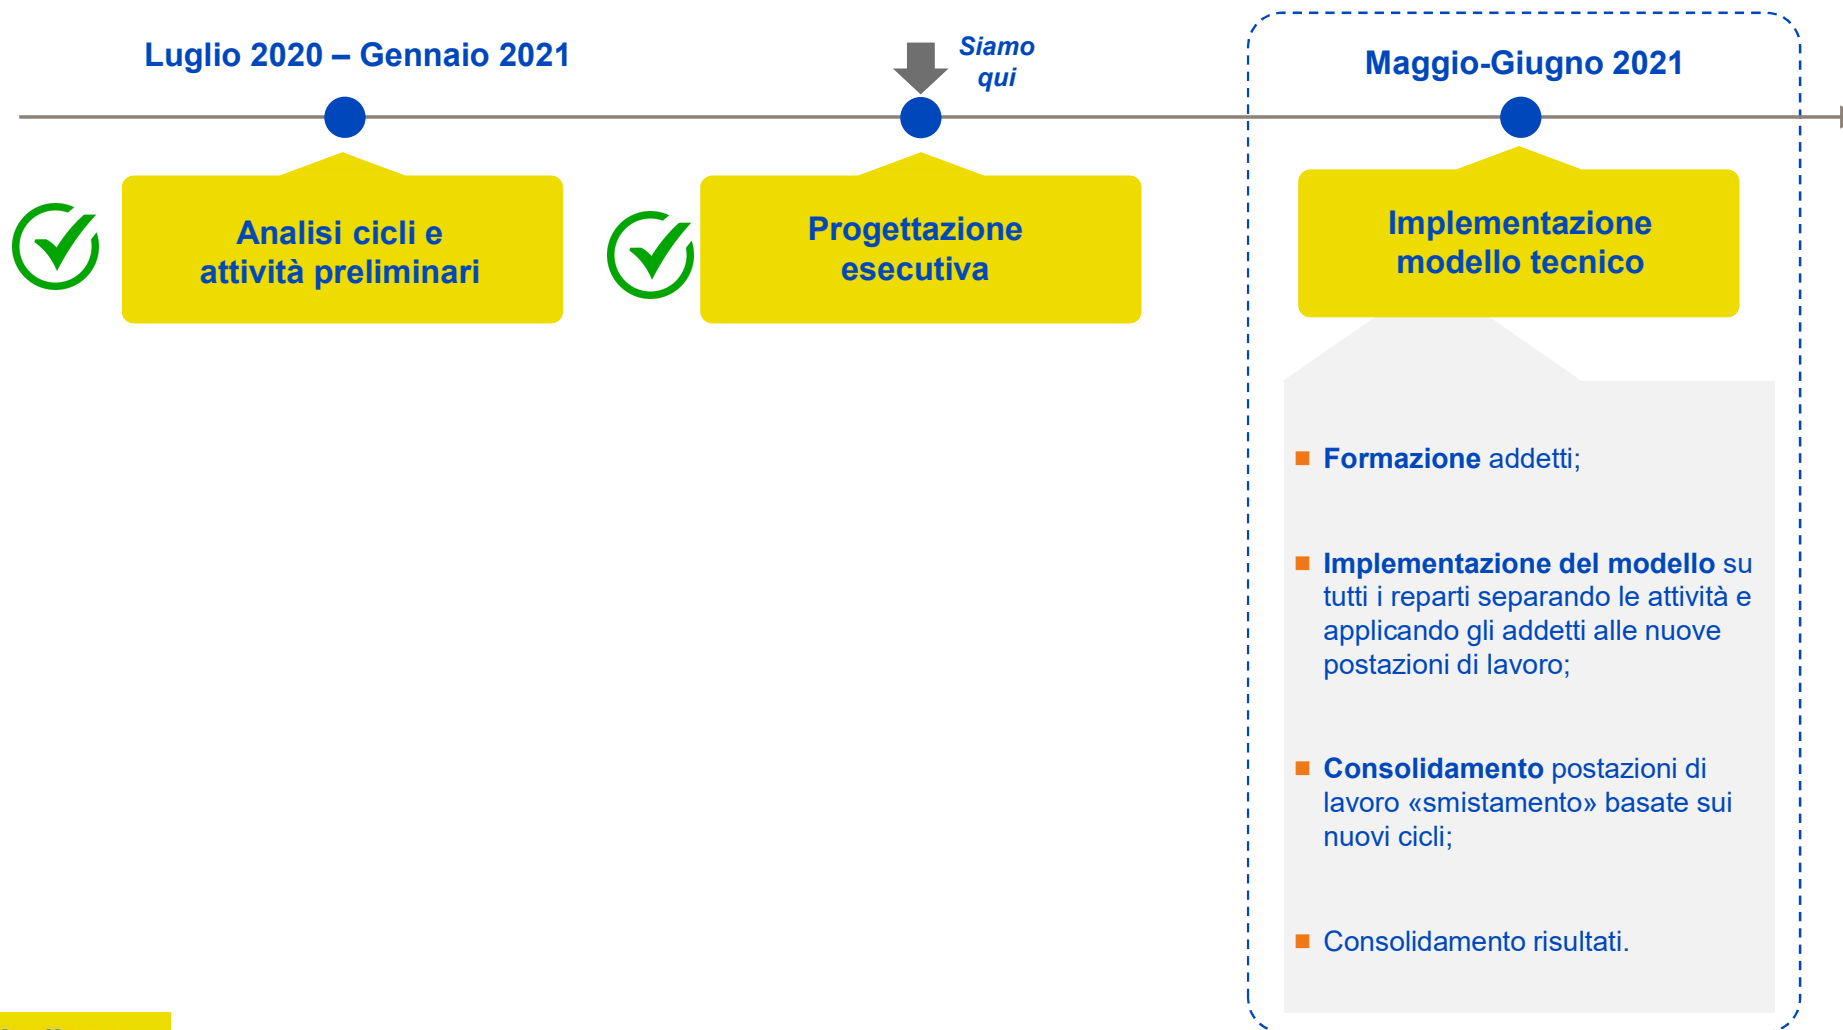 Luglio 2020 – Gennaio 2021
Siamo
qui
Maggio-Giugno 2021
Analisi cicli e
attività preliminari
Progettazione
esecutiva
Implementazione
modello tecnico
Formazione addetti;
Implementazione del modello su
tutti i reparti separando le attività e
applicando gli addetti alle nuove
postazioni di lavoro;
Consolidamento postazioni di
lavoro «smistamento» basate sui
nuovi cicli;
Consolidamento risultati.